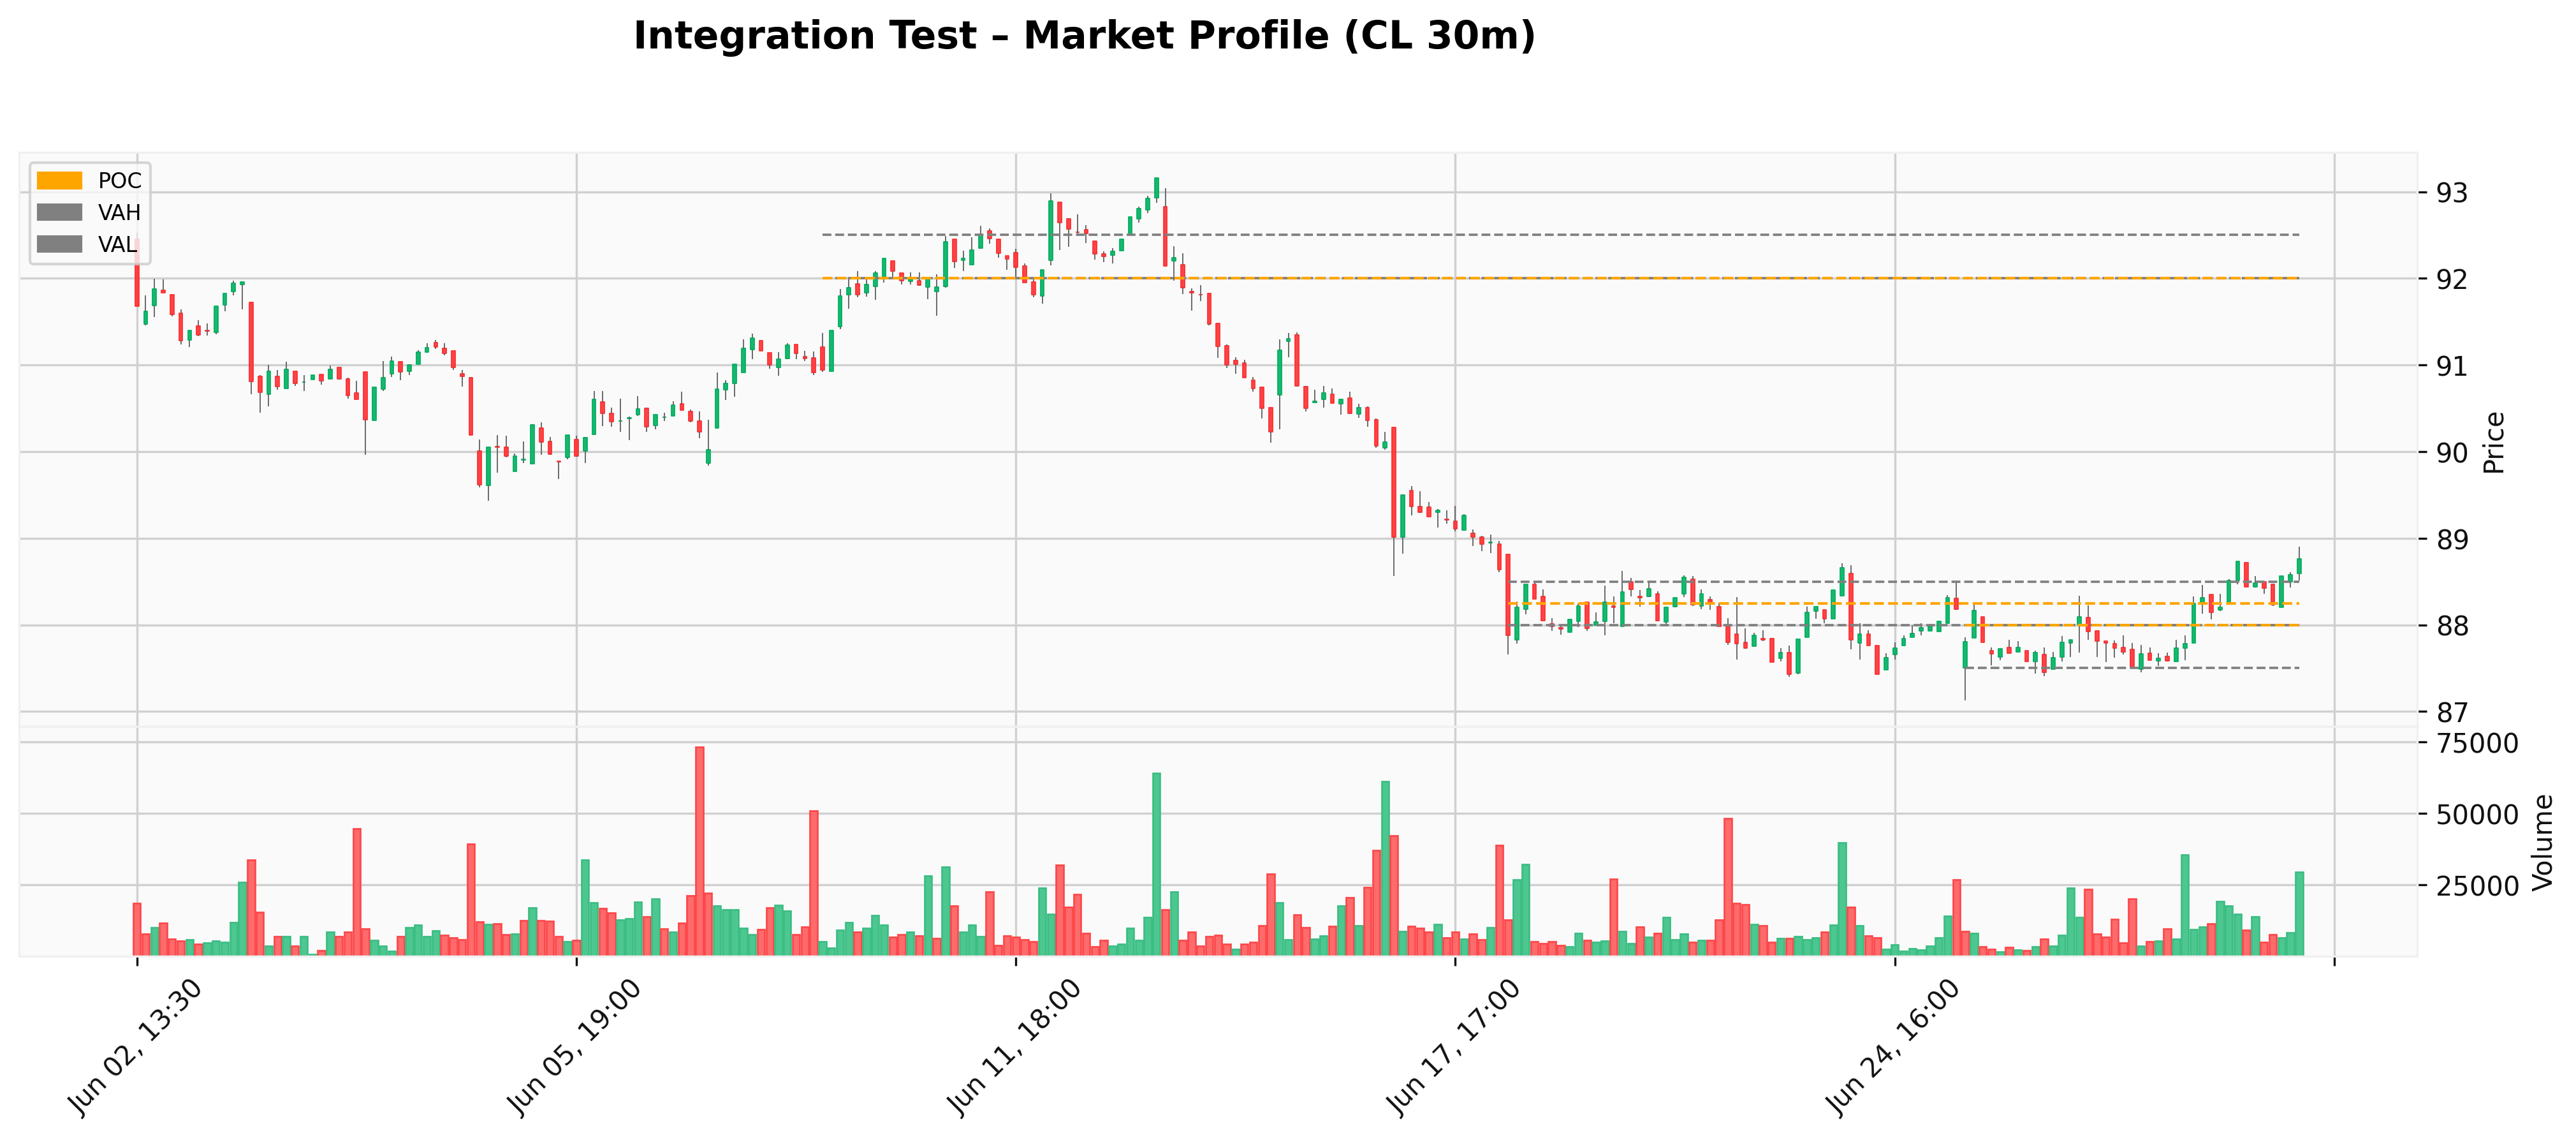 Integration Test – Market Profile (CL 30m)
POC
VAH
VAL
93
92
91
90
89
88
87
Price
75000
50000
25000
Volume
Jun 02, 13:30
Jun 05, 19:00
Jun 11, 18:00
Jun 17, 17:00
Jun 24, 16:00